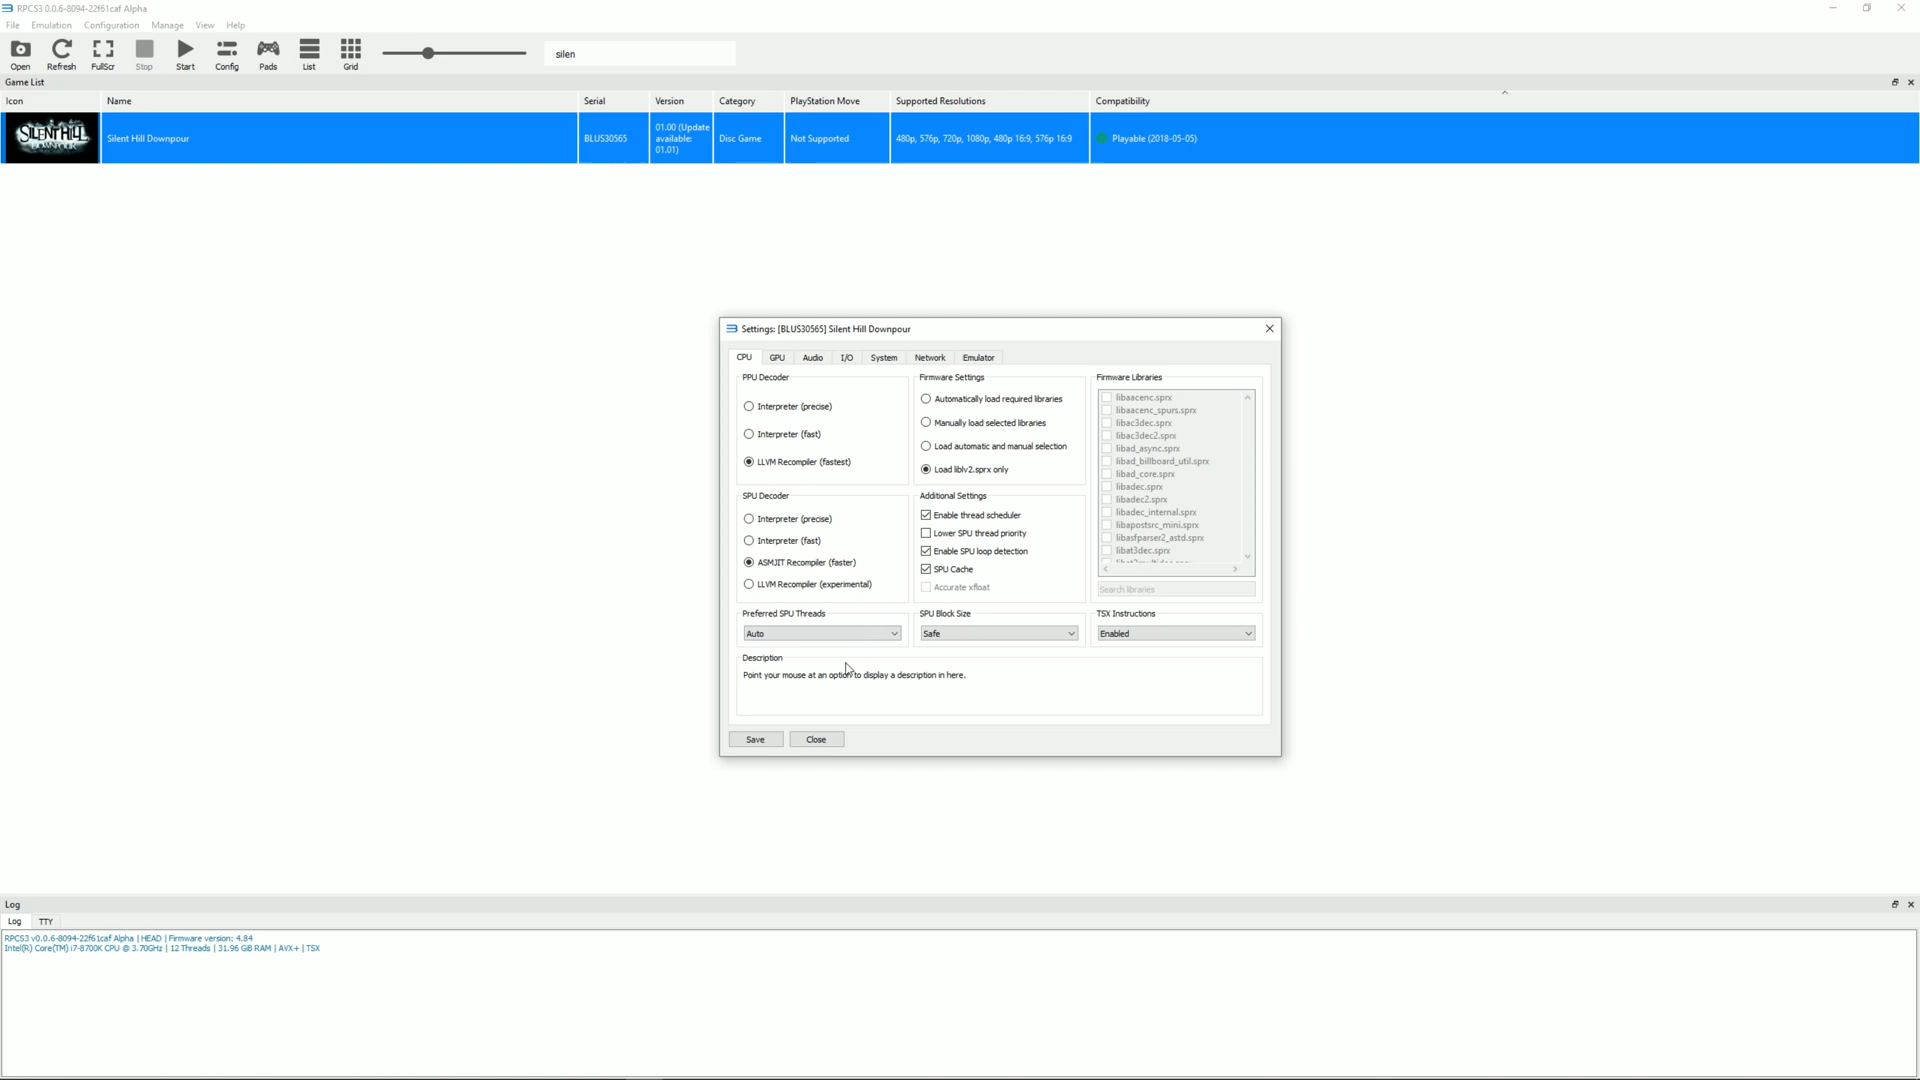 RPCS3 0.0.6-8094-22f61caf Alpha
File Emulation Configuration Manage View Help
Open Refresh FullScr Stop Start Config Pads List Grid
silen
Game List
Icon Name Serial Version Category PlayStation Move Supported Resolutions Compatibility
SILENT HILL
DOWNPOUR
Silent Hill Downpour BLUS30565 01.00 (Update available: 01.01) Disc Game Not Supported 480p, 576p, 720p, 1080p, 480p 16:9, 576p 16:9 Playable (2018-05-05)
Settings: [BLUS30565] Silent Hill Downpour
CPU GPU Audio I/O System Network Emulator
PPU Decoder
Interpreter (precise)
Interpreter (fast)
LLVM Recompiler (fastest)
Firmware Settings
Automatically load required libraries
Manually load selected libraries
Load automatic and manual selection
Load liblv2.sprx only
Firmware Libraries
libaacenc.sprx
libaacenc_spurs.sprx
libac3dec.sprx
libac3dec2.sprx
libad_async.sprx
libad_billboard_util.sprx
libad_core.sprx
libadec.sprx
libadec2.sprx
libadec_internal.sprx
libapostsrc_mini.sprx
libasfparser2_astd.sprx
libat3dec.sprx
Search libraries
SPU Decoder
Interpreter (precise)
Interpreter (fast)
ASMJIT Recompiler (faster)
LLVM Recompiler (experimental)
Additional Settings
Enable thread scheduler
Lower SPU thread priority
Enable SPU loop detection
SPU Cache
Accurate xfloat
Preferred SPU Threads
Auto
SPU Block Size
Safe
TSX Instructions
Enabled
Description
Point your mouse at an option to display a description in here.
Save Close
Log
Log TTY
RPCS3 v0.0.6-8094-22f61caf Alpha | HEAD | Firmware version: 4.84
Intel(R) Core(TM) i7-8700K CPU @ 3.70GHz | 12 Threads | 31.96 GB RAM | AVX+ | TSX